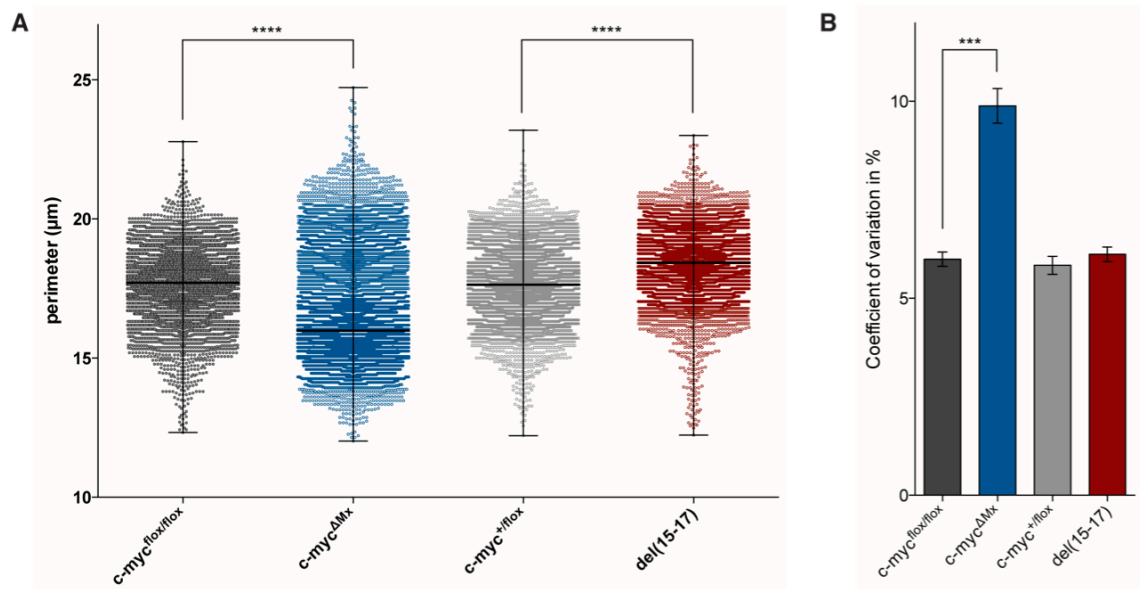 A
perimeter (µm)
25
20
15
10
****
****
c-myc^flox/flox
c-myc^ΔMx
c-myc^+/flox
del(15-17)
B
Coefficient of variation in %
10
5
0
***
c-myc^flox/flox
c-myc^ΔMx
c-myc^+/flox
del(15-17)